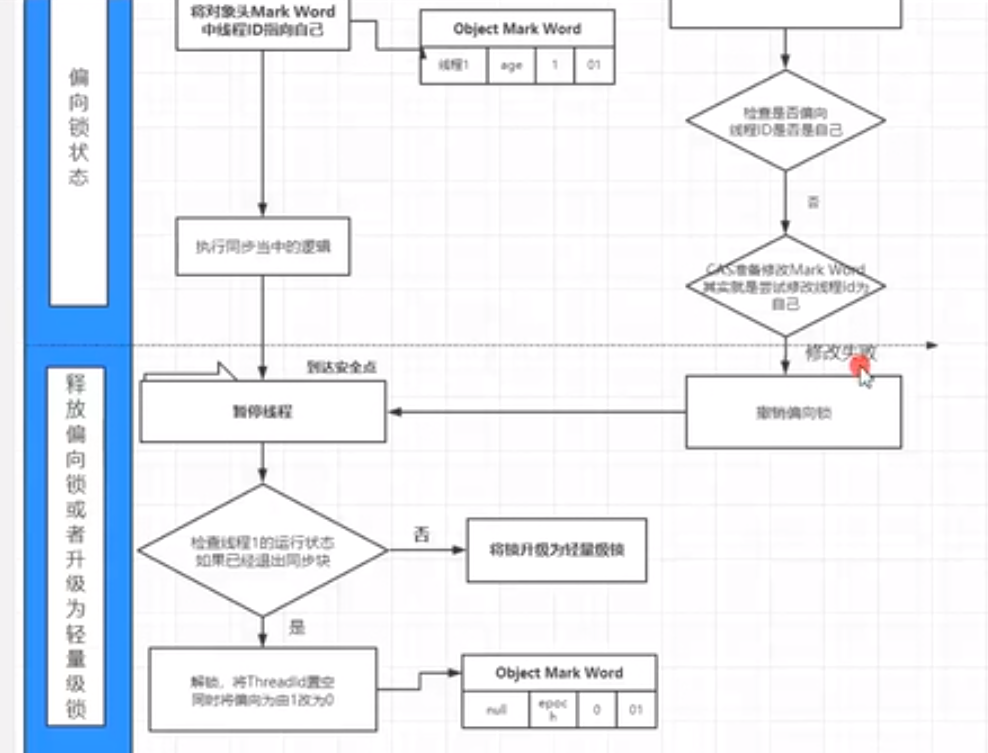 偏向锁状态
将对象头Mark Word
中线程ID指向自己
Object Mark Word
线程1 age 1 01
检查是否偏向
线程ID是否是自己
否
执行同步当中的逻辑
CAS准备修改Mark Word
其实就是尝试修改线程id为
自己
修改失败
释放偏向锁或者升级为轻量级锁
到达安全点
暂停线程
撤销偏向锁
检查线程1的运行状态
如果已经退出同步块
否
将锁升级为轻量级锁
是
解锁，将ThreadId置空
同时将偏向为由1改为0
Object Mark Word
null epoc
h 0 01